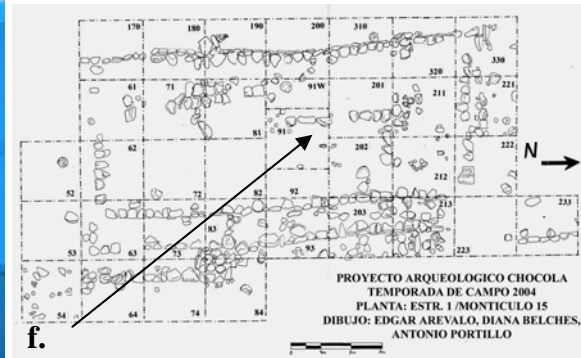 170 180 190 200 310 330
320
61 71 91W 201 211 221
81 91
62 202 222
212
52 72 82 92
213 233
83 203
53 63 73 93 223
54 64 74 84
N
PROYECTO ARQUEOLOGICO CHOCOLA
TEMPORADA DE CAMPO 2004
PLANTA: ESTR. 1 /MONTICULO 15
DIBUJO: EDGAR AREVALO, DIANA BELCHES,
ANTONIO PORTILLO
f.